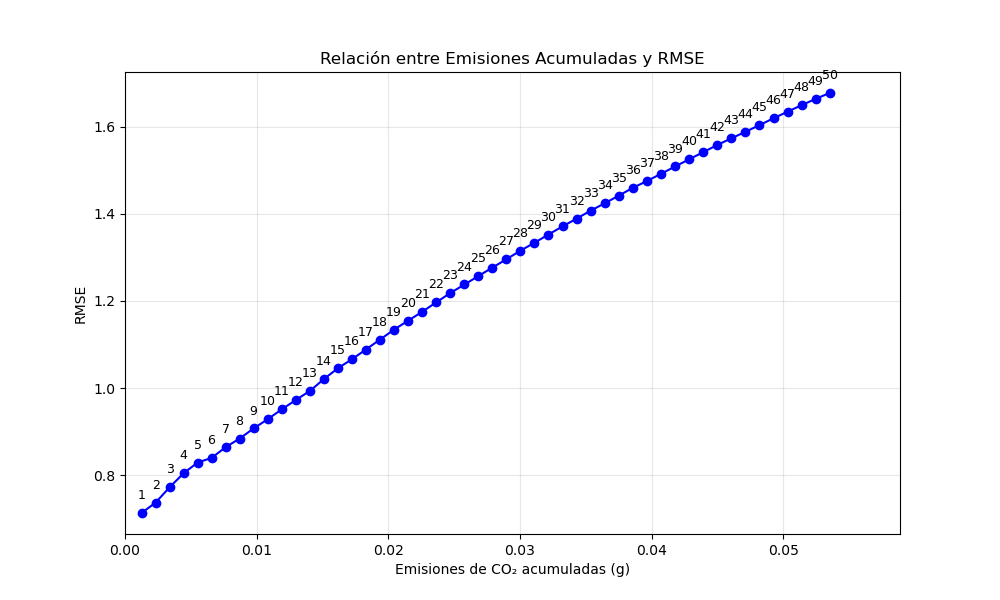 Relación entre Emisiones Acumuladas y RMSE
RMSE
1.6
1.4
1.2
1.0
0.8
1 2 3 4 5 6 7 8 9 10 11 12 13 14 15 16 17 18 19 20 21 22 23 24 25 26 27 28 29 30 31 32 33 34 35 36 37 38 39 40 41 42 43 44 45 46 47 48 49 50
0.00 0.01 0.02 0.03 0.04 0.05
Emisiones de CO₂ acumuladas (g)